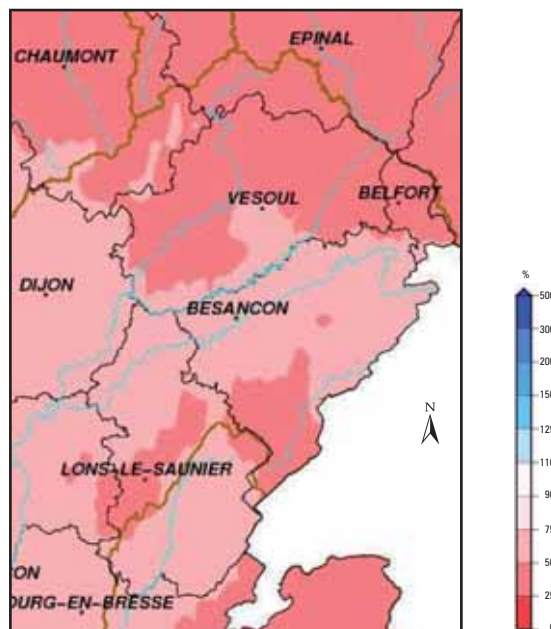 EPINAL
CHAUMONT
VESOUL
BELFORT
DIJON
BESANCON
LONS-LE-SAUNIER
ON
OURG-EN-BRESSE
N
%
500
300
200
150
110
90
75
50
25